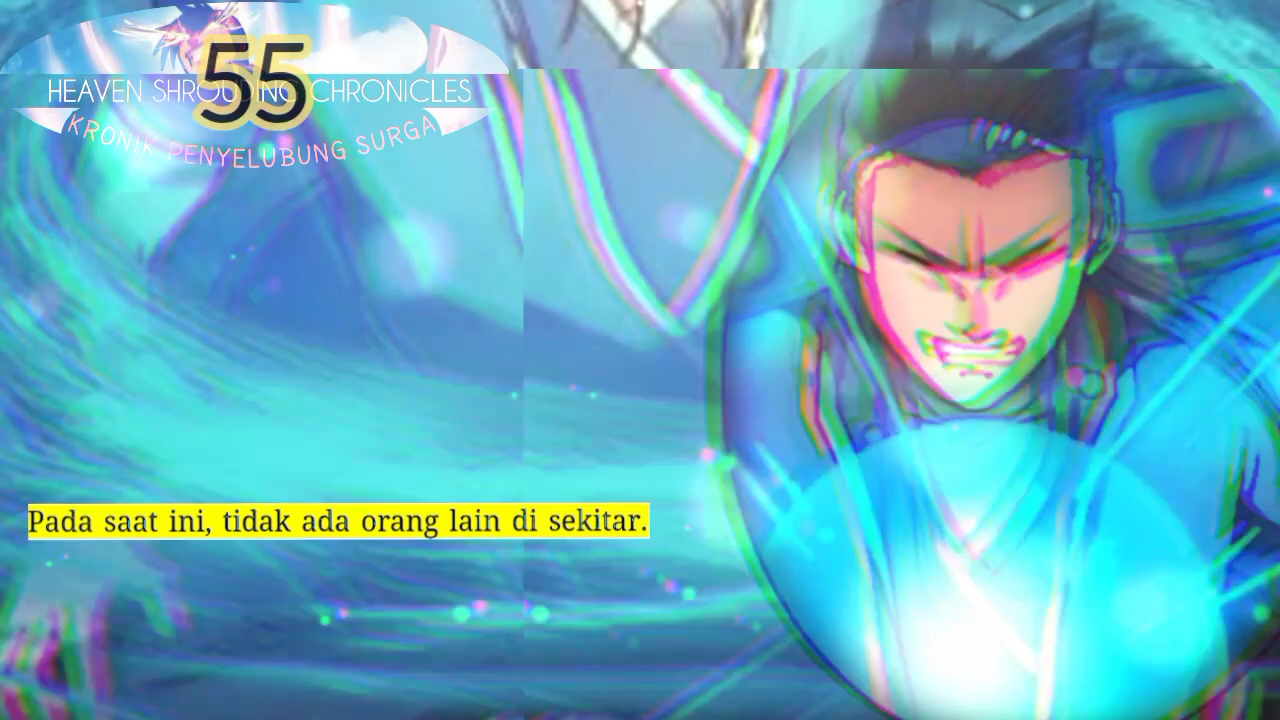 55
HEAVEN SHROUDING CHRONICLES
KRONIK PENYELUBUNG SURGA
Pada saat ini, tidak ada orang lain di sekitar.